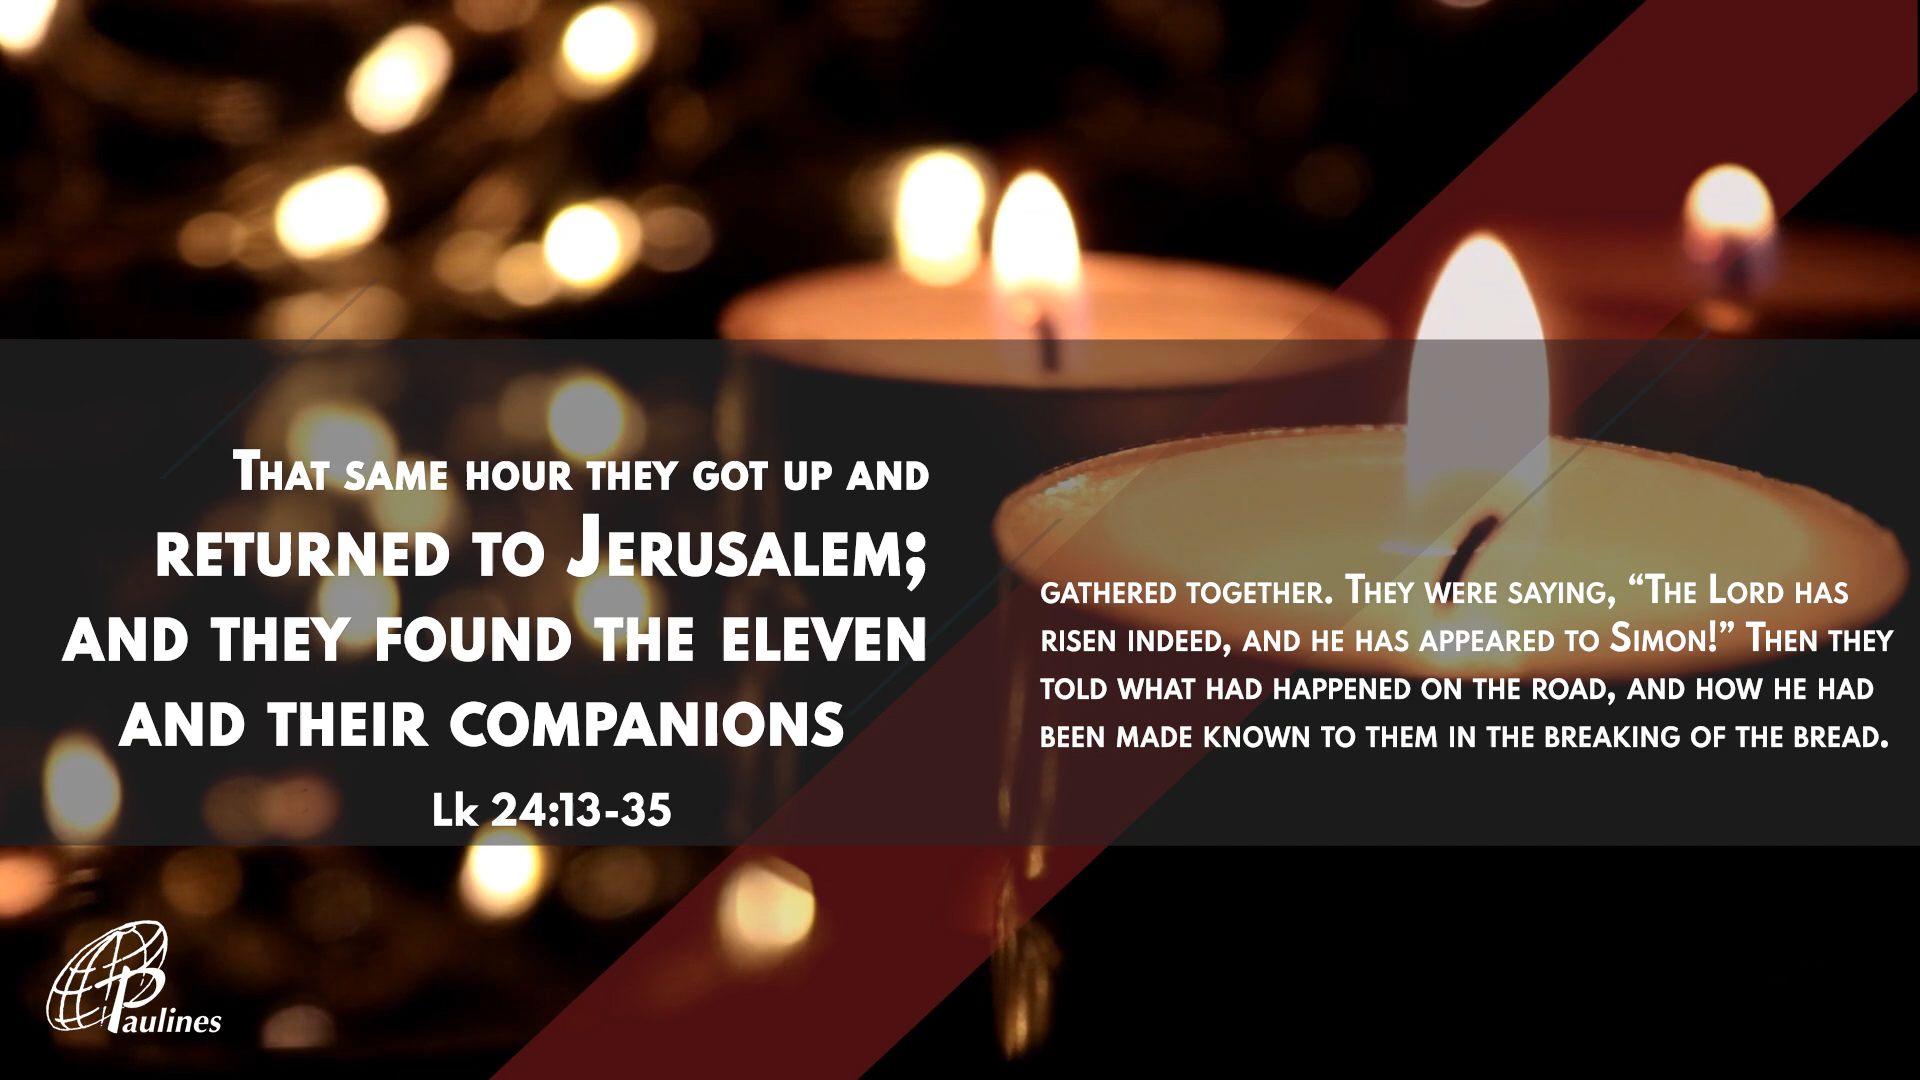 That same hour they got up and
returned to Jerusalem;
and they found the eleven
and their companions
Lk 24:13-35
gathered together. They were saying, “The Lord has
risen indeed, and he has appeared to Simon!” Then they
told what had happened on the road, and how he had
been made known to them in the breaking of the bread.
Paulines